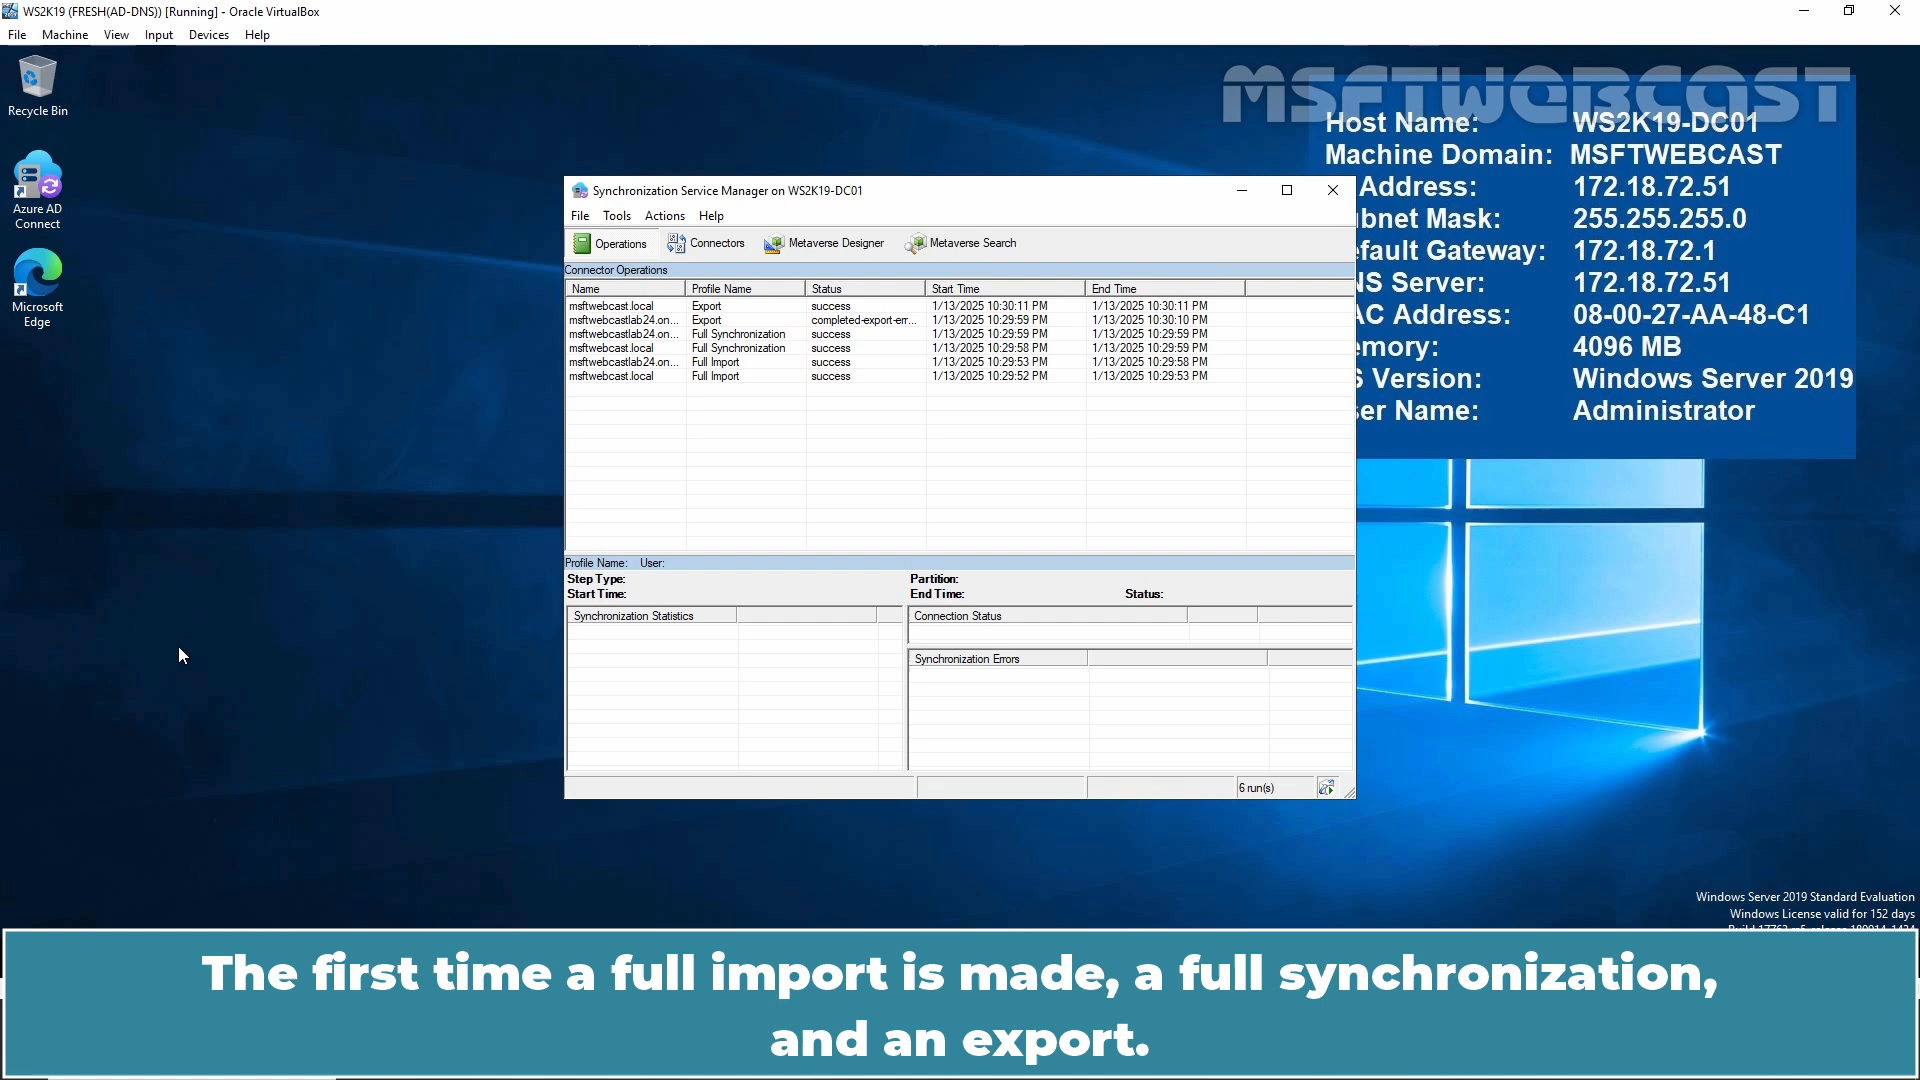 WS2K19 (FRESH(AD-DNS)) [Running] - Oracle VirtualBox
File Machine View Input Devices Help
Recycle Bin
Azure AD
Connect
Microsoft
Edge
MSFTWEBCAST
Host Name: WS2K19-DC01
Machine Domain: MSFTWEBCAST
Address: 172.18.72.51
bnet Mask: 255.255.255.0
fault Gateway: 172.18.72.1
NS Server: 172.18.72.51
AC Address: 08-00-27-AA-48-C1
emory: 4096 MB
S Version: Windows Server 2019
er Name: Administrator
Synchronization Service Manager on WS2K19-DC01
File Tools Actions Help
Operations Connectors Metaverse Designer Metaverse Search
Connector Operations
Name Profile Name Status Start Time End Time
msftwebcast.local Export success 1/13/2025 10:30:11 PM 1/13/2025 10:30:11 PM
msftwebcastlab24.on... Export completed-export-err... 1/13/2025 10:29:59 PM 1/13/2025 10:30:10 PM
msftwebcastlab24.on... Full Synchronization success 1/13/2025 10:29:59 PM 1/13/2025 10:29:59 PM
msftwebcast.local Full Synchronization success 1/13/2025 10:29:58 PM 1/13/2025 10:29:59 PM
msftwebcastlab24.on... Full Import success 1/13/2025 10:29:53 PM 1/13/2025 10:29:58 PM
msftwebcast.local Full Import success 1/13/2025 10:29:52 PM 1/13/2025 10:29:53 PM
Profile Name: User:
Step Type: Partition:
Start Time: End Time: Status:
Synchronization Statistics Connection Status
Synchronization Errors
6 run(s)
Windows Server 2019 Standard Evaluation
Windows License valid for 152 days
The first time a full import is made, a full synchronization,
and an export.